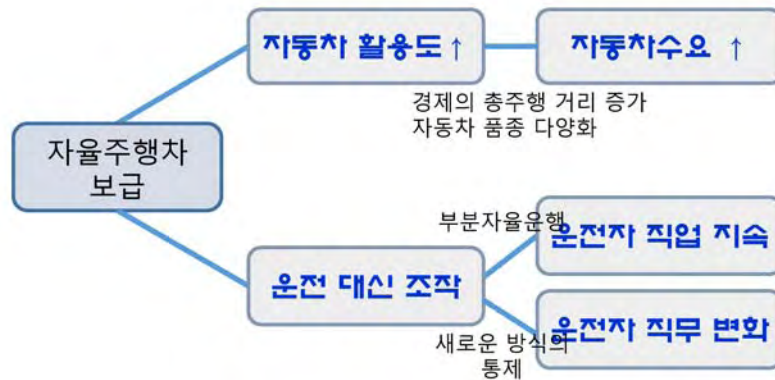 자동차 활용도 ↑
자동차수요 ↑
경제의 총주행 거리 증가
자동차 품종 다양화
자율주행차
보급
부분자율운행
운전자 직업 지속
운전 대신 조작
운전자 직무 변화
새로운 방식의
통제